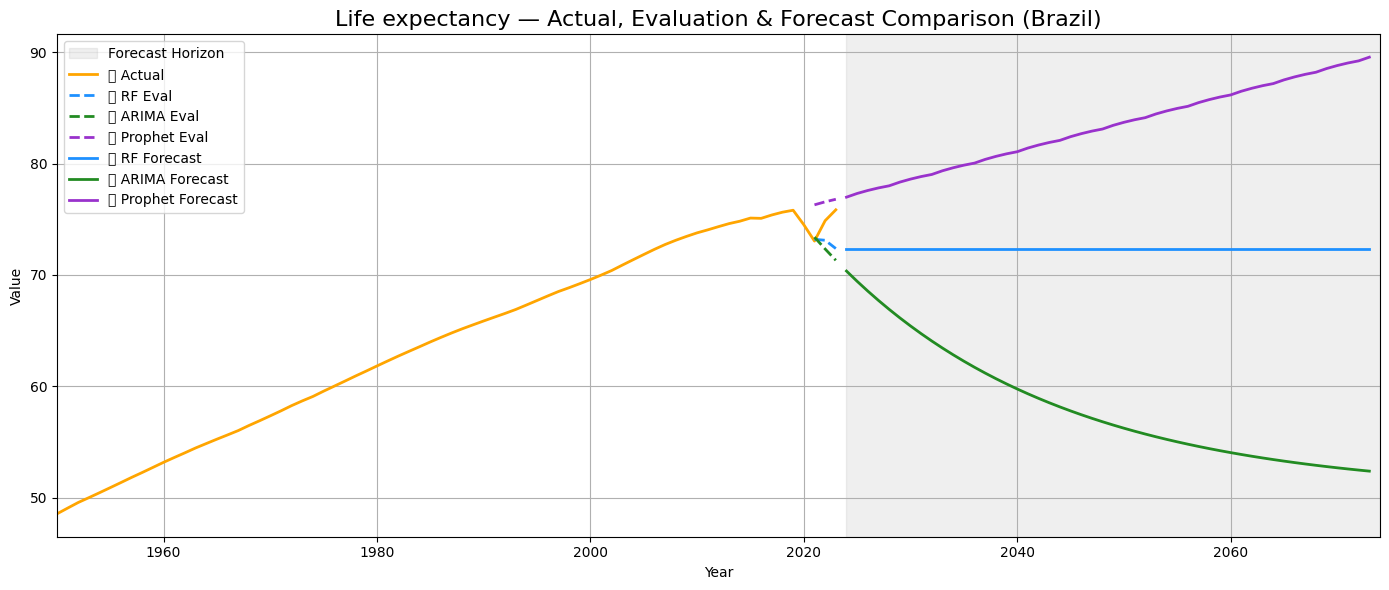 Life expectancy — Actual, Evaluation & Forecast Comparison (Brazil)
Forecast Horizon
Actual
RF Eval
ARIMA Eval
Prophet Eval
RF Forecast
ARIMA Forecast
Prophet Forecast
90
80
70
60
50
Value
1960 1980 2000 2020 2040 2060
Year